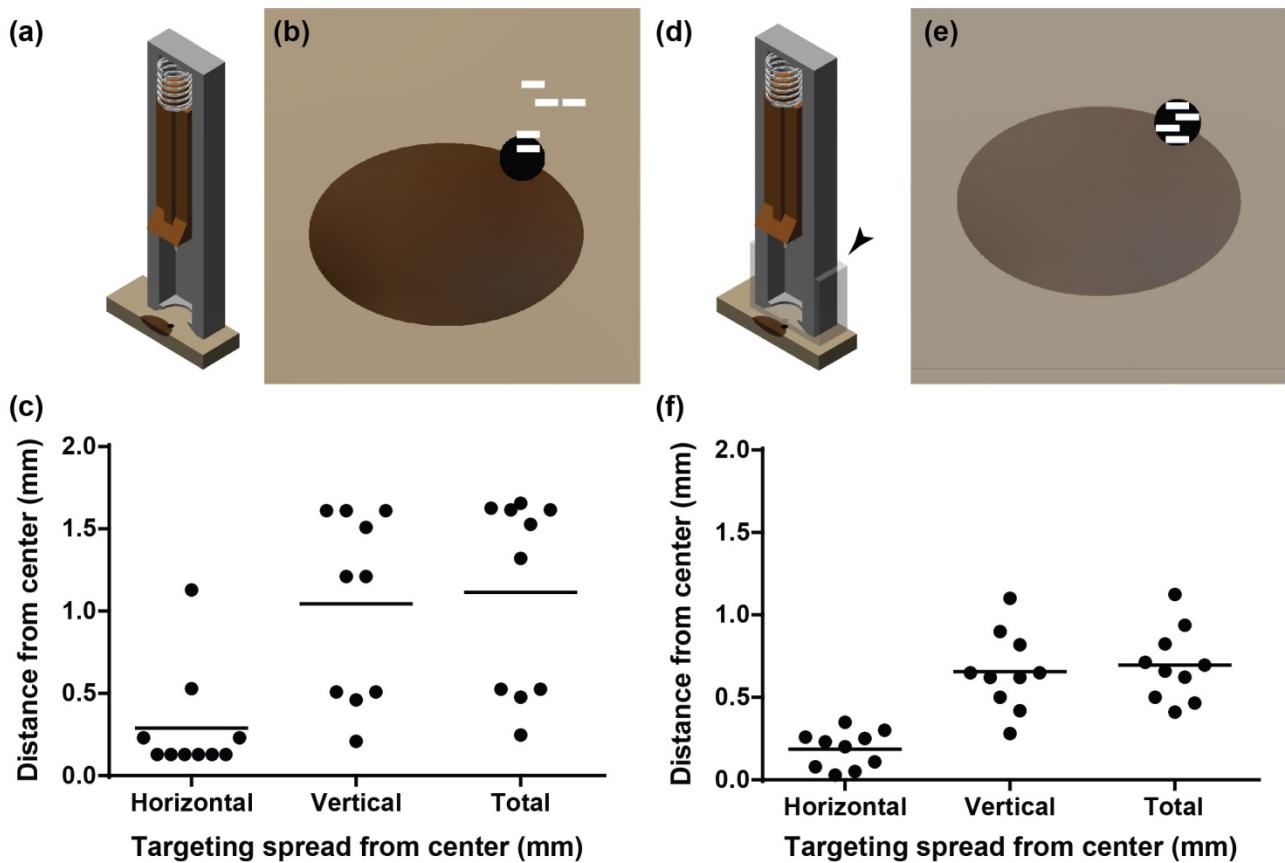 (a)
(b)
(d)
(e)
(c)
Distance from center (mm)
2.0
1.5
1.0
0.5
0.0
Horizontal Vertical Total
Targeting spread from center (mm)
(f)
Distance from center (mm)
2.0
1.5
1.0
0.5
0.0
Horizontal Vertical Total
Targeting spread from center (mm)